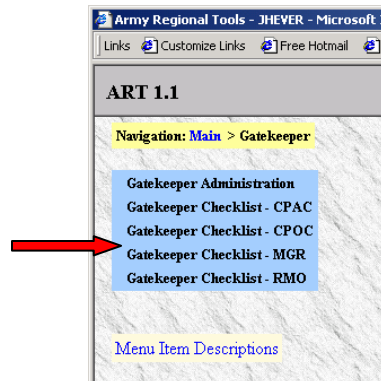 Army Regional Tools - JHEVER - Microsoft
Links Customize Links Free Hotmail
ART 1.1
Navigation: Main > Gatekeeper
Gatekeeper Administration
Gatekeeper Checklist - CPAC
Gatekeeper Checklist - CPOC
Gatekeeper Checklist - MGR
Gatekeeper Checklist - RMO
Menu Item Descriptions